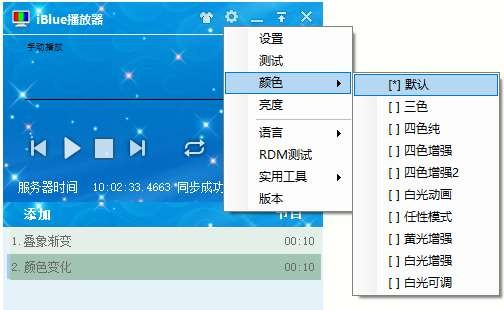 iBlue播放器
手动播放
服务器时间 10:02:33.4663 同步成功
添加 节目
1. 叠象渐变 00:10
2. 颜色变化 00:10
设置
测试
颜色
亮度
语言
RDM测试
实用工具
版本
[*] 默认
[ ] 三色
[ ] 四色纯
[ ] 四色增强
[ ] 四色增强2
[ ] 白光动画
[ ] 任性模式
[ ] 黄光增强
[ ] 白光增强
[ ] 白光可调